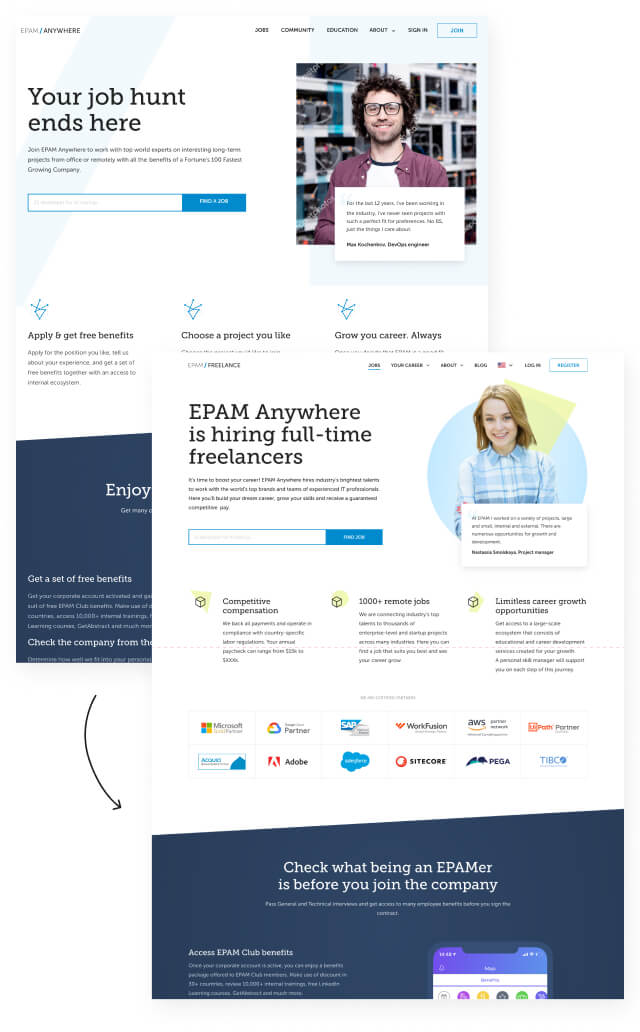 EPAM / ANYWHERE
JOBS COMMUNITY EDUCATION ABOUT SIGN IN JOIN
Your job hunt
ends here
Join EPAM Anywhere to work with top world experts on interesting long-term
projects from office or remotely with all the benefits of a Fortune's 100 Fastest
Growing Company.
FIND A JOB
For the last 12 years, I've been working in
the industry, I've never seen projects with
such a perfect fit for preferences. No BS,
just the things I care about.
Max Kochenkov, DevOps engineer
Apply & get free benefits
Apply for the position you like, tell us
about your experience, and get a set of
free benefits together with an access to
internal ecosystem.
Choose a project you like
Grow you career. Always
Enjoy
Get many o
Get a set of free benefits
Get your corporate account activated and gai
suit of free EPAM Club benefits. Make use of d
countries, access 10,000+ internal trainings, f
Learning courses, GetAbstract and much mor
Check the company from the
Determine how well we fit into your personal
EPAM / FREELANCE
JOBS YOUR CAREER ABOUT BLOG LOG IN REGISTER
EPAM Anywhere
is hiring full-time
freelancers
It's time to boost your career! EPAM Anywhere hires industry's brightest talents
to work with the world's top brands and teams of experienced IT professionals.
Here you'll build your dream career, grow your skills and receive a guaranteed
competitive pay.
FIND JOB
At EPAM I worked on a variety of projects, large
and small, internal and external. There are
numerous opportunities for growth and
development.
Nastassia Smolskaya, Project manager
Competitive
compensation
We back all payments and operate in
compliance with country-specific
labor regulations. Your annual
paycheck can range from $15k to
$XXXk.
1000+ remote jobs
We are connecting industry's top
talents to thousands of
enterprise-level and startup projects
across many industries. Here you can
find a job that suits you best and see
your career grow.
Limitless career growth
opportunities
Get access to a large-scale
ecosystem that consists of
educational and career development
services created for your growth.
A personal skill manager will support
you on each step of this journey.
WE ARE CERTIFIED PARTNERS
Microsoft
Gold Partner
Google Cloud
Partner
SAP
WorkFusion
aws partner
network
UiPath Partner
Acquia
Adobe
salesforce
SITECORE
PEGA
TIBCO
Check what being an EPAMer
is before you join the company
Pass General and Technical interviews and get access to many employee benefits before you sign the
contract.
Access EPAM Club benefits
Once your corporate account is active, you can enjoy a benefits
package offered to EPAM Club members. Make use of discount in
30+ countries, review 10,000+ internal trainings, free LinkedIn
Learning courses, GetAbstract and much more.
14:48
Map
Benefits